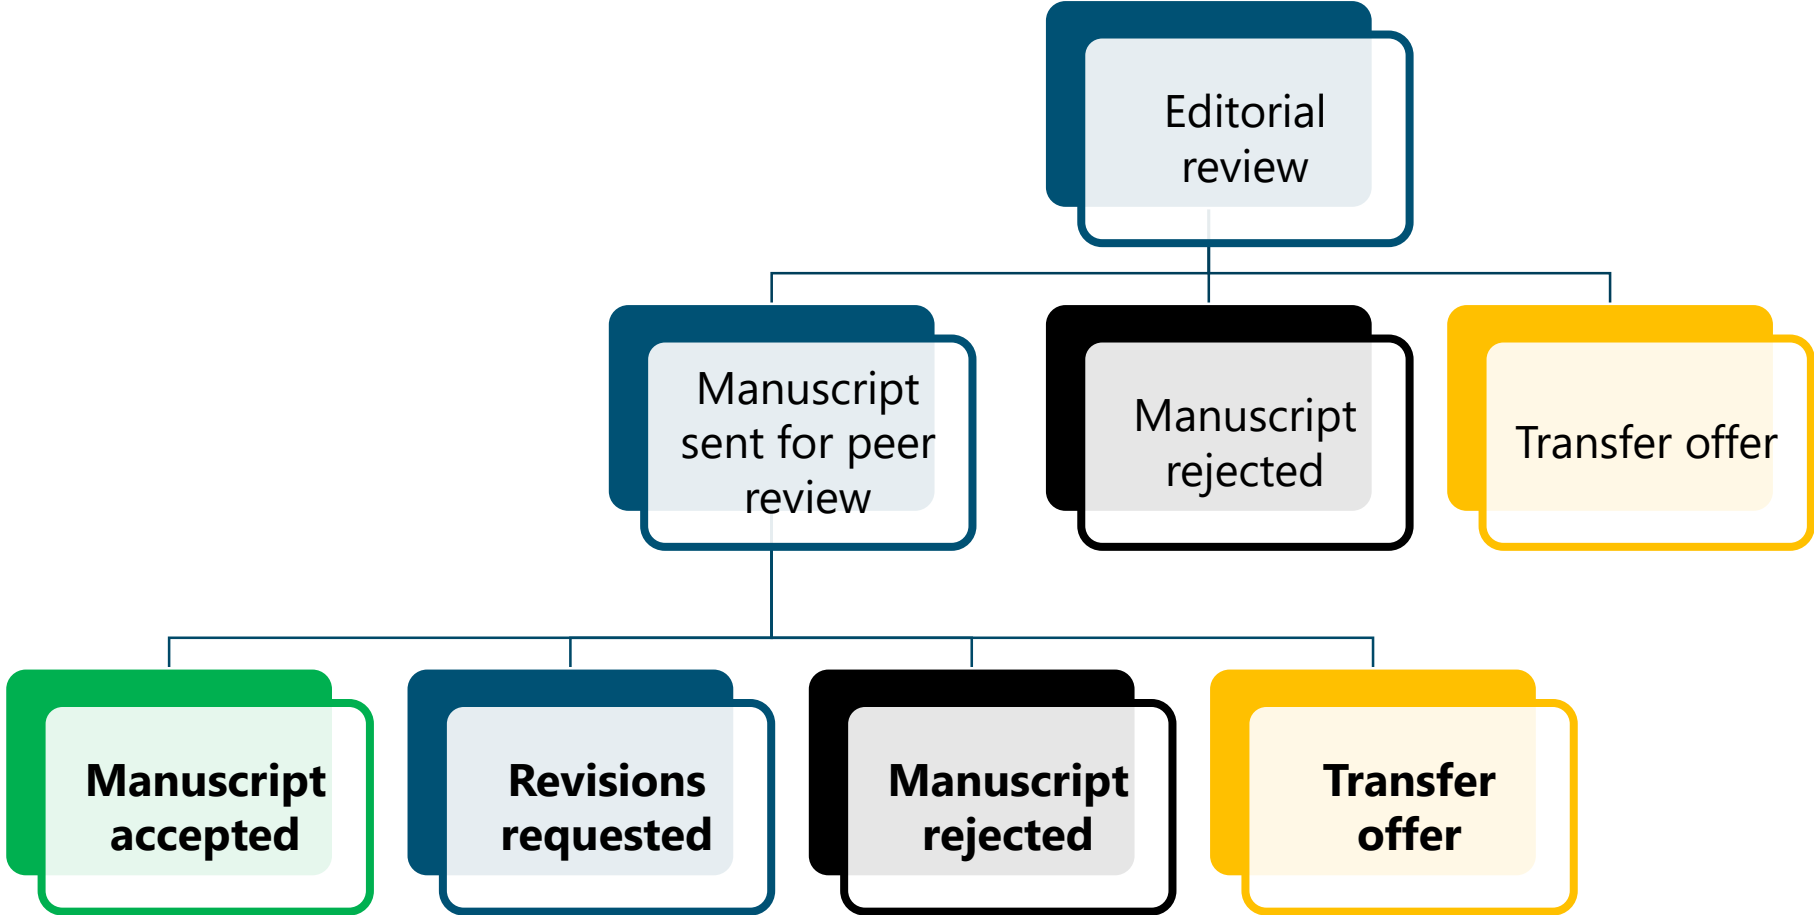 Editorial
review
Manuscript
sent for peer
review
Manuscript
rejected
Transfer offer
Manuscript
accepted
Revisions
requested
Manuscript
rejected
Transfer
offer